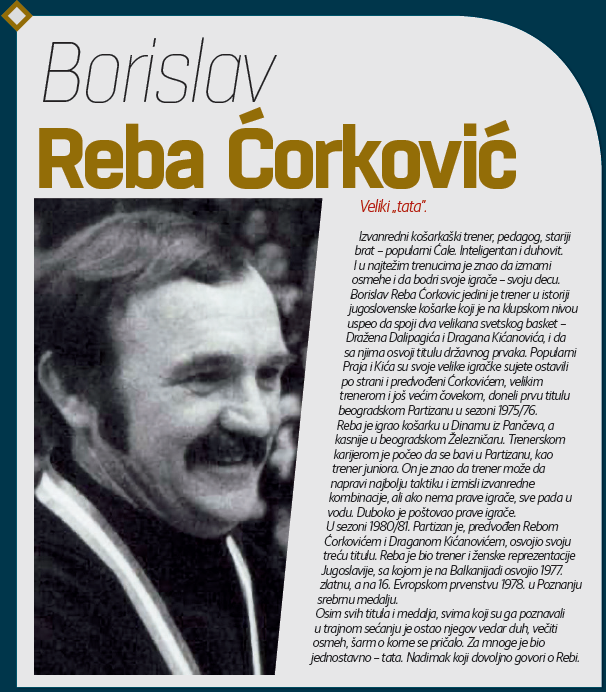 Borislav
Reba Ćorković
Veliki „tata”.
Izvanredni košarkaški trener, pedagog, stariji
brat – popularni Ćale. Inteligentan i duhovit.
I u najtežim trenucima je znao da izmami
osmehe i da bodri svoje igrače – svoju decu.
Borislav Reba Ćorkovic jedini je trener u istoriji
jugoslovenske košarke koji je na klupskom nivou
uspeo da spoji dva velikana svetskog basket –
Dražena Dalipagića i Dragana Kićanovića, i da
sa njima osvoji titulu državnog prvaka. Popularni
Praja i Kića su svoje velike igračke sujete ostavili
po strani i predvođeni Ćorkovićem, velikim
trenerom i još većim čovekom, doneli prvu titulu
beogradskom Partizanu u sezoni 1975/76.
Reba je igrao košarku u Dinamu iz Pančeva, a
kasnije u beogradskom Železničaru. Trenerskom
karijerom je počeo da se bavi u Partizanu, kao
trener juniora. On je znao da trener može da
napravi najbolju taktiku i izmisli izvanredne
kombinacije, ali ako nema prave igrače, sve pada u
vodu. Duboko je poštovao prave igrače.
U sezoni 1980/81. Partizan je, predvođen Rebom
Ćorkovićem i Draganom Kićanovićem, osvojio svoju
treću titulu. Reba je bio trener i ženske reprezentacije
Jugoslavije, sa kojom je na Balkanijadi osvojio 1977.
zlatnu, a na 16. Evropskom prvenstvu 1978. u Poznanju
srebrnu medalju.
Osim svih titula i medalja, svima koji su ga poznavali
u trajnom sećanju je ostao njegov vedar duh, večiti
osmeh, šarm o kome se pričalo. Za mnoge je bio
jednostavno – tata. Nadimak koji dovoljno govori o Rebi.